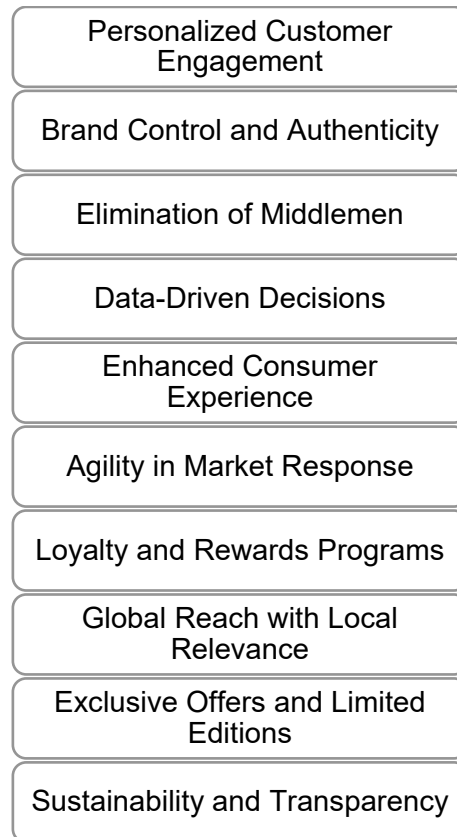 Personalized Customer
Engagement
Brand Control and Authenticity
Elimination of Middlemen
Data-Driven Decisions
Enhanced Consumer
Experience
Agility in Market Response
Loyalty and Rewards Programs
Global Reach with Local
Relevance
Exclusive Offers and Limited
Editions
Sustainability and Transparency